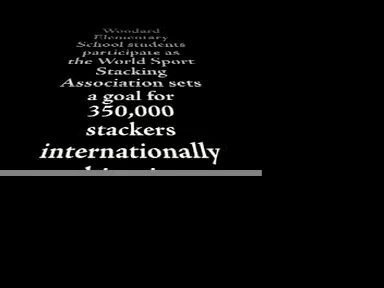 Woodard
Elementary
School students
participate as
the World Sport
Stacking
Association sets
a goal for
350,000
stackers
internationally